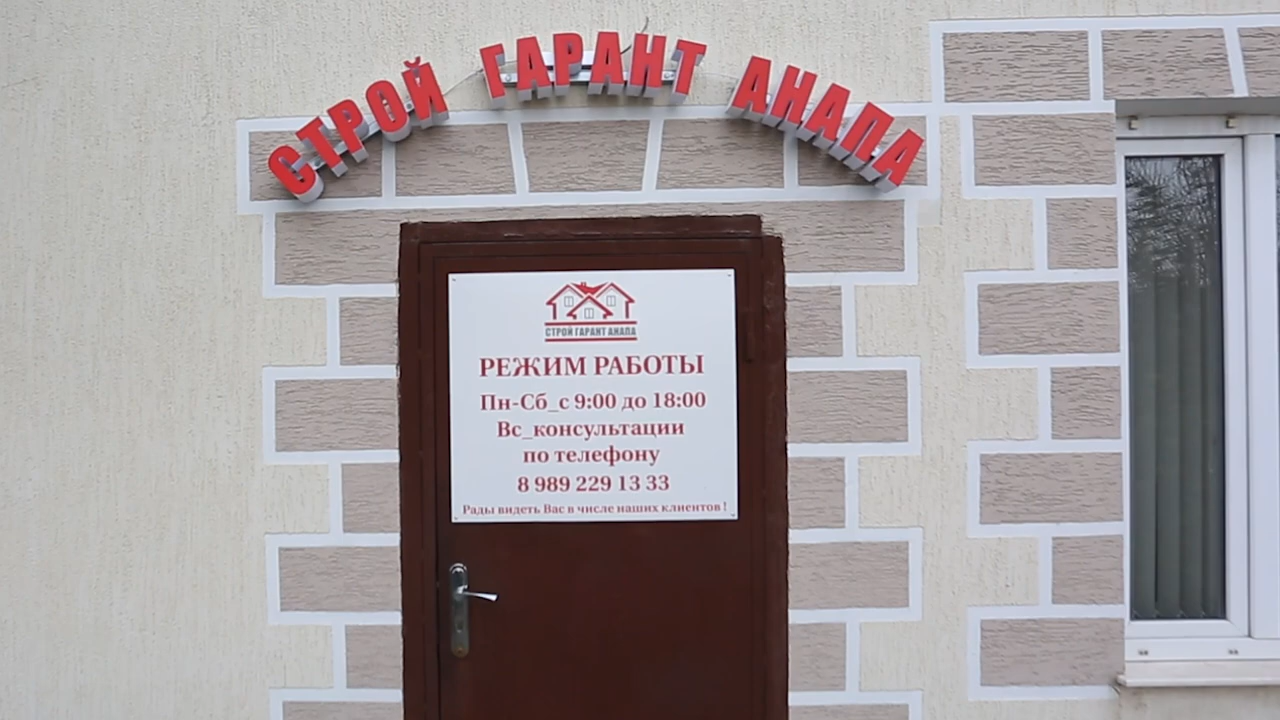 СТРОЙ ГАРАНТ АНАПА
СТРОЙ ГАРАНТ АНАПА
РЕЖИМ РАБОТЫ
Пн-Сб_с 9:00 до 18:00
Вс_консультации
по телефону
8 989 229 13 33
Рады видеть Вас в числе наших клиентов!